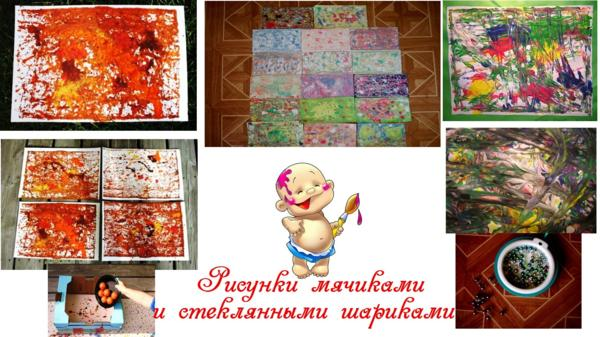 Рисунки мячиками
и стеклянными шариками